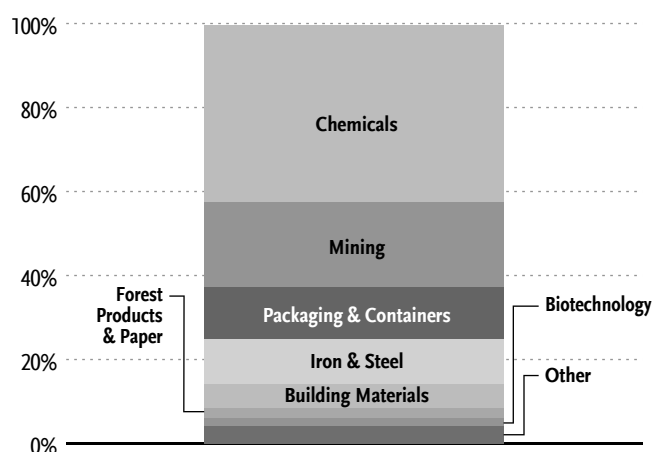 100%
Chemicals
80%
60%
Mining
40%
Forest
Products
& Paper
Packaging & Containers
Biotechnology
20%
Iron & Steel
Other
Building Materials
0%